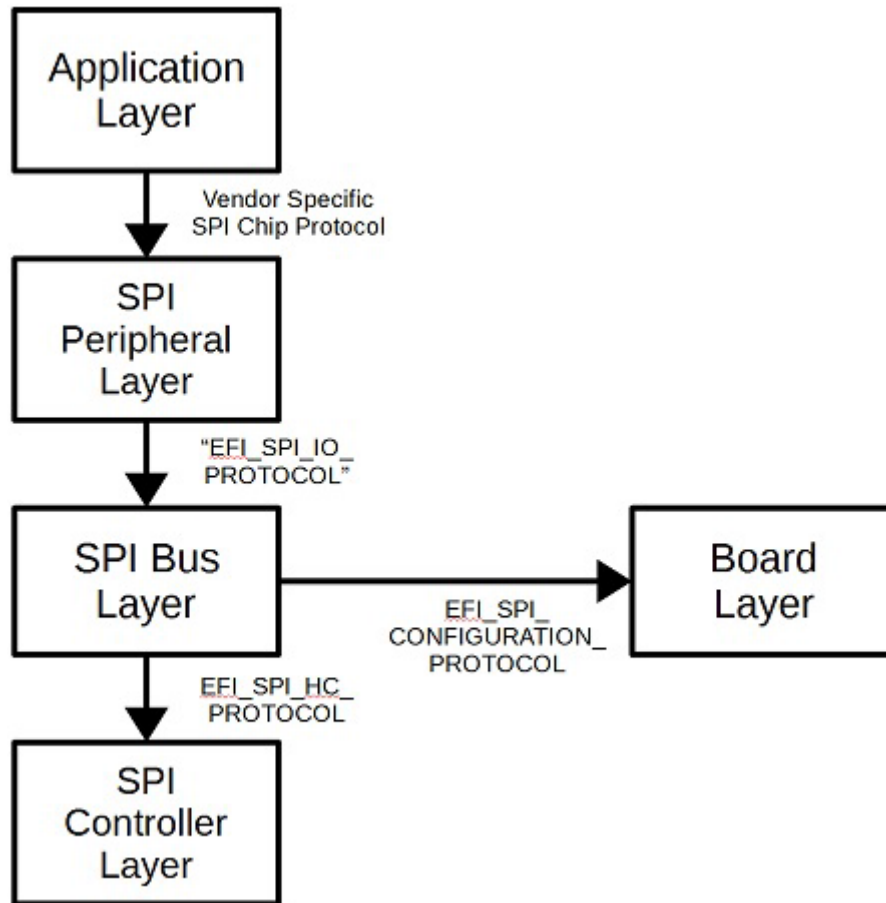 Application
Layer
Vendor Specific
SPI Chip Protocol
SPI
Peripheral
Layer
“EFI_SPI_IO_
PROTOCOL”
SPI Bus
Layer
Board
Layer
EFI_SPI_
CONFIGURATION_
PROTOCOL
EFI_SPI_HC_
PROTOCOL
SPI
Controller
Layer